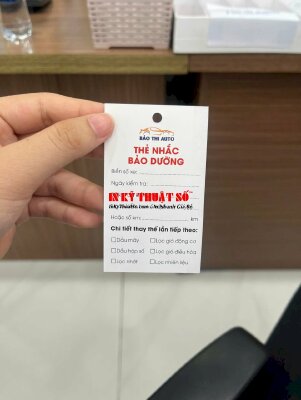 BẢO THI AUTO
THẺ NHẮC
BẢO DƯỠNG
Biển số xe:
Ngày kiểm tra:
IN KỸ THUẬT SỐ
Hoặc số km: km
Chi tiết thay thế lần tiếp theo:
☐Dầu máy ☐Lọc gió động cơ
☐Dầu hộp số ☐Lọc gió điều hòa
☐Lọc nhớt ☐Lọc nhiên liệu